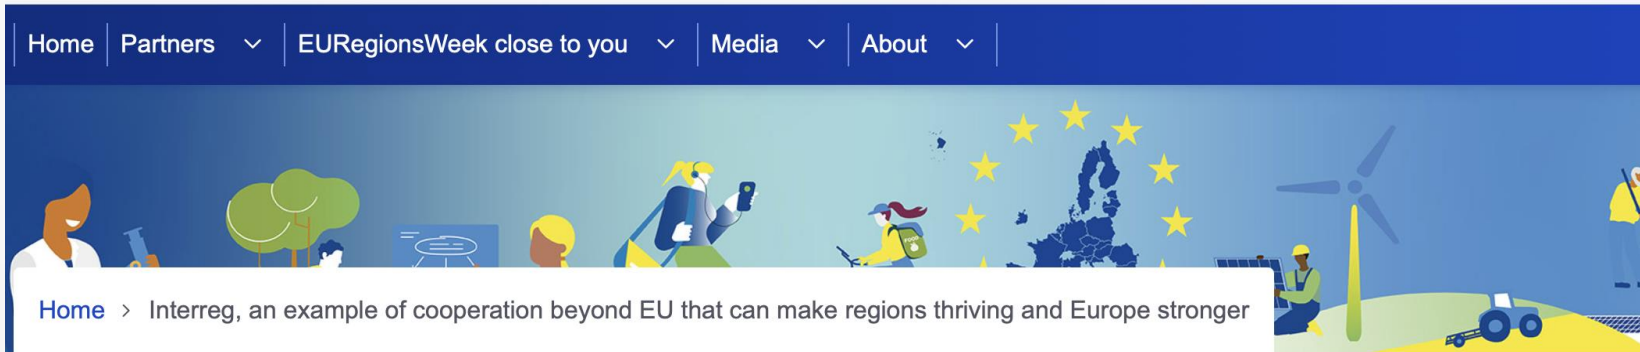 Home Partners EURegionsWeek close to you Media About
Home > Interreg, an example of cooperation beyond EU that can make regions thriving and Europe stronger